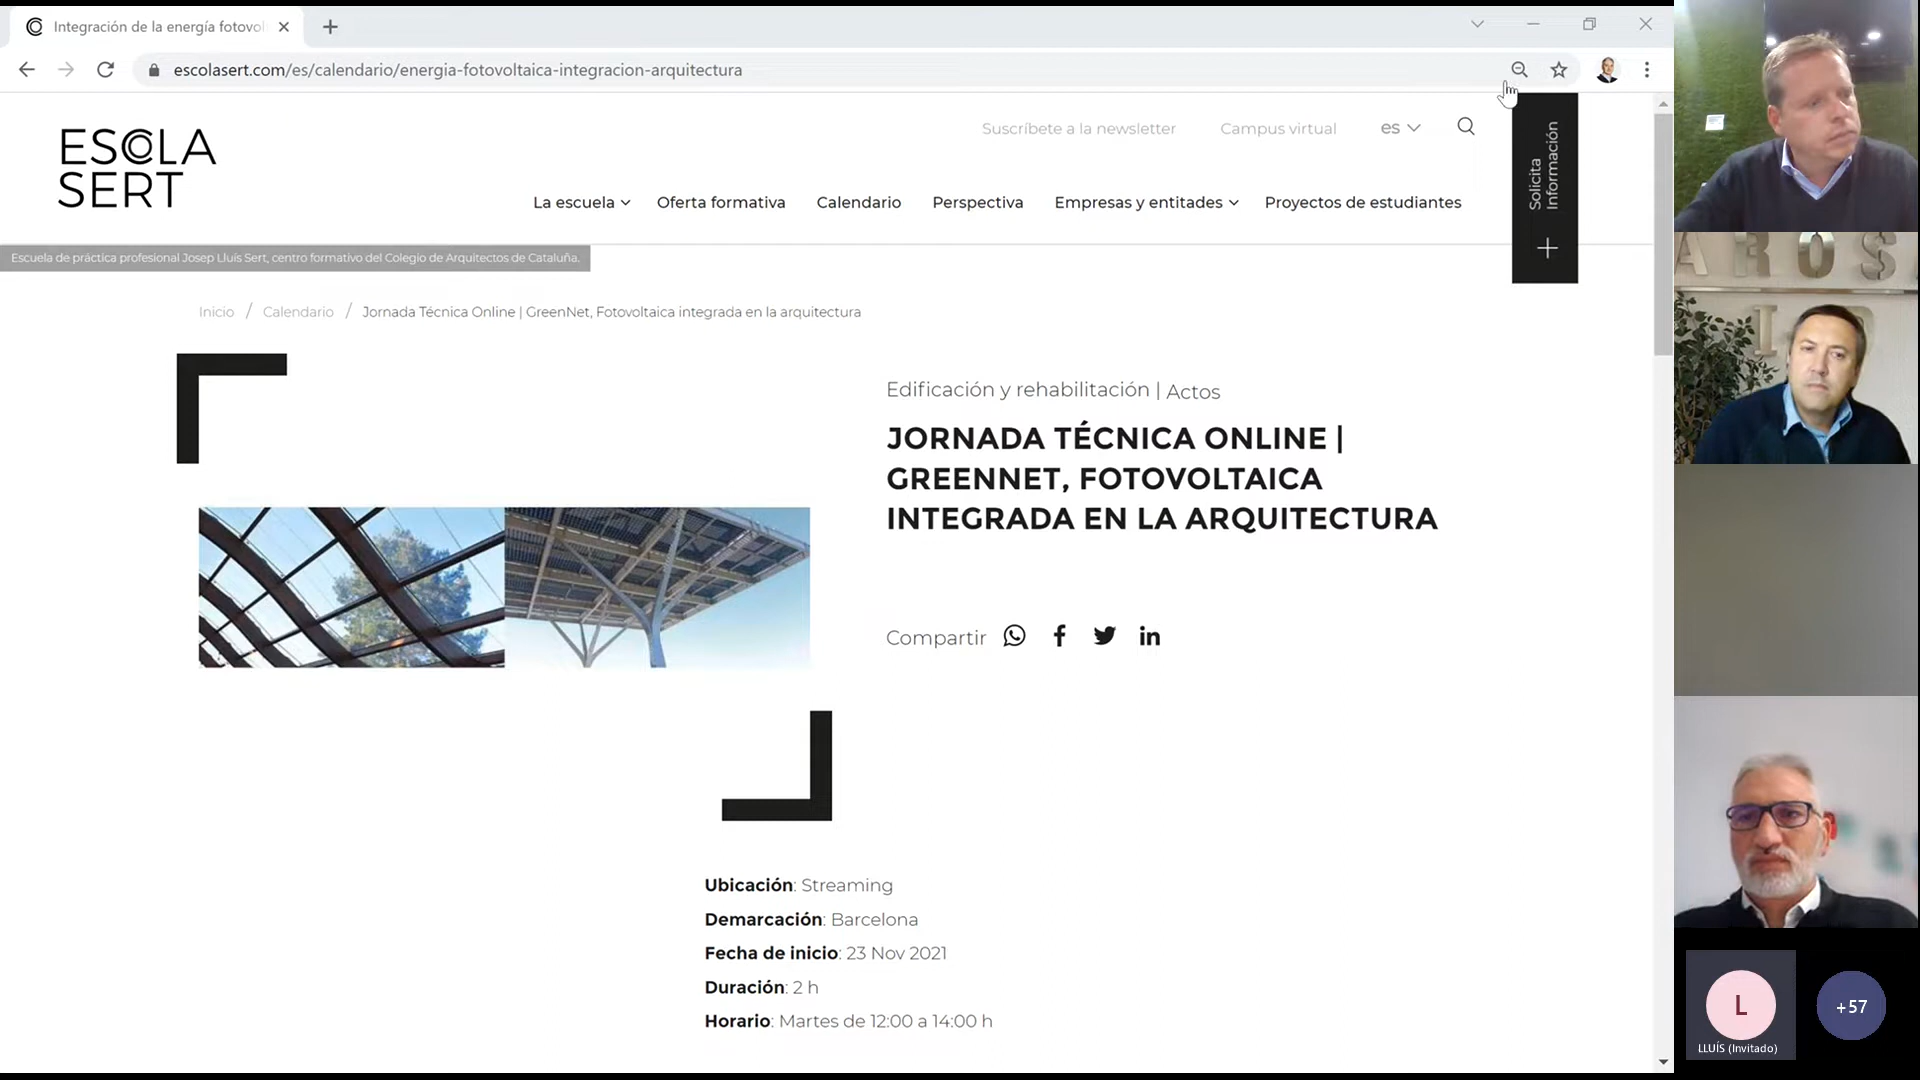 Integración de la energía fotovol
escolasert.com/es/calendario/energia-fotovoltaica-integracion-arquitectura
ESCOLA
SERT
Suscríbete a la newsletter
Campus virtual
es
La escuela
Oferta formativa
Calendario
Perspectiva
Empresas y entitades
Proyectos de estudiantes
Solicita
Información
Escuela de práctica profesional Josep Lluís Sert, centro formativo del Colegio de Arquitectos de Cataluña.
Inicio / Calendario / Jornada Técnica Online | GreenNet, Fotovoltaica integrada en la arquitectura
Edificación y rehabilitación | Actos
JORNADA TÉCNICA ONLINE |
GREENNET, FOTOVOLTAICA
INTEGRADA EN LA ARQUITECTURA
Compartir
Ubicación: Streaming
Demarcación: Barcelona
Fecha de inicio: 23 Nov 2021
Duración: 2 h
Horario: Martes de 12:00 a 14:00 h
AROS
L
+57
LLUÍS (Invitado)